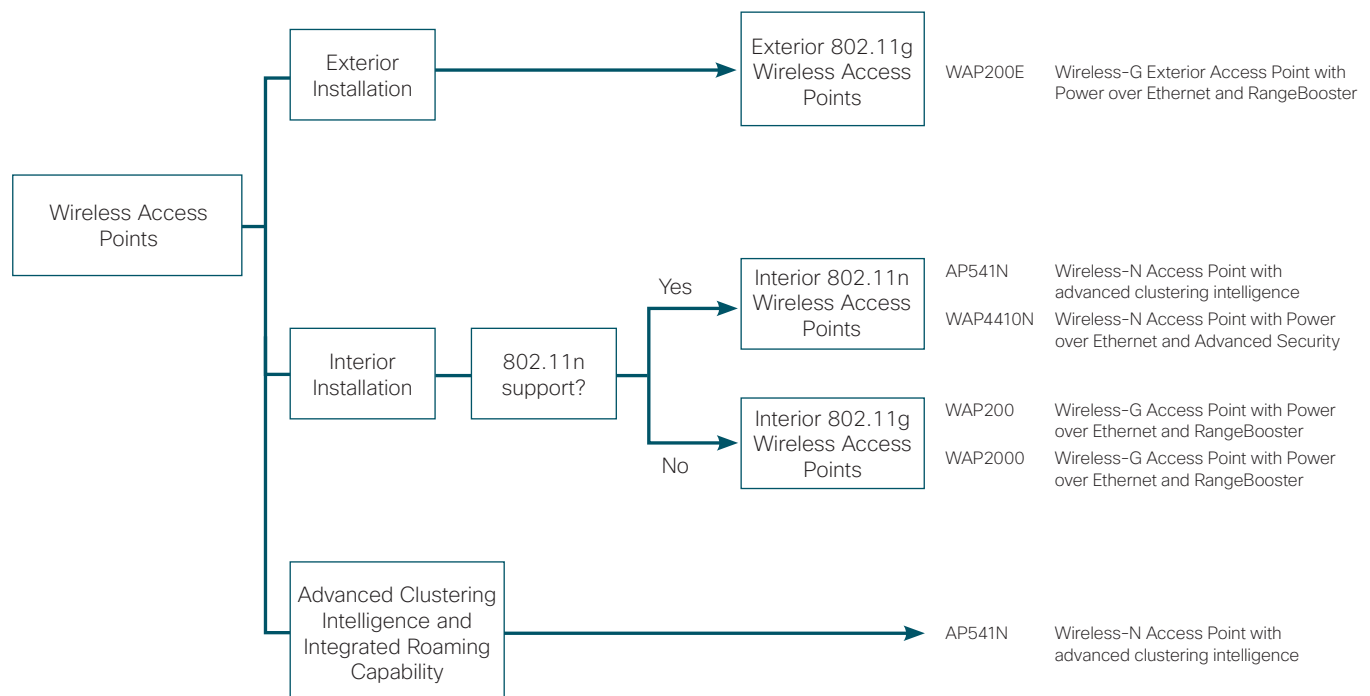 Exterior
Installation
Exterior 802.11g
Wireless Access
Points
WAP200E
Wireless-G Exterior Access Point with
Power over Ethernet and RangeBooster
Wireless Access
Points
Interior
Installation
802.11n
support?
Yes
Interior 802.11n
Wireless Access
Points
AP541N
Wireless-N Access Point with
advanced clustering intelligence
WAP4410N
Wireless-N Access Point with Power
over Ethernet and Advanced Security
No
Interior 802.11g
Wireless Access
Points
WAP200
Wireless-G Access Point with Power
over Ethernet and RangeBooster
WAP2000
Wireless-G Access Point with Power
over Ethernet and RangeBooster
Advanced Clustering
Intelligence and
Integrated Roaming
Capability
AP541N
Wireless-N Access Point with
advanced clustering intelligence